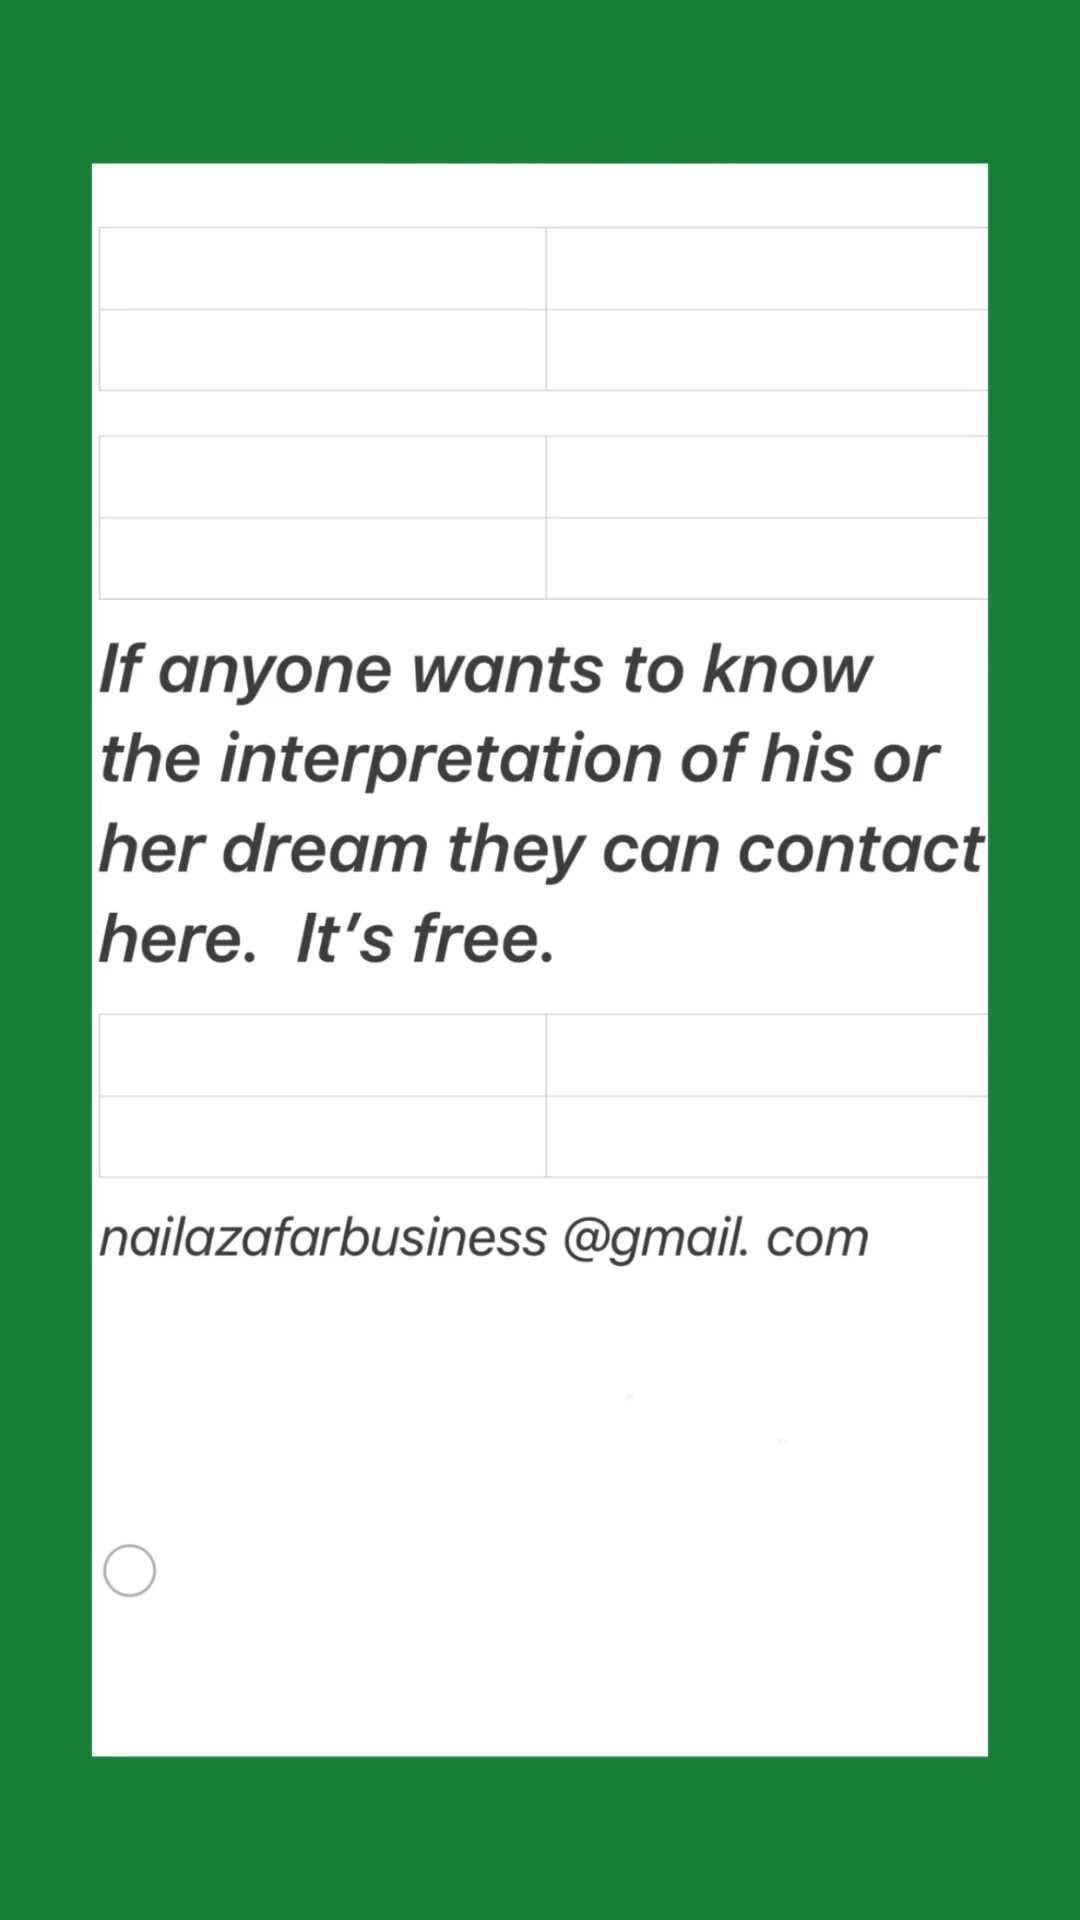 If anyone wants to know
the interpretation of his or
her dream they can contact
here.  It’s free.
nailazafarbusiness @gmail. com